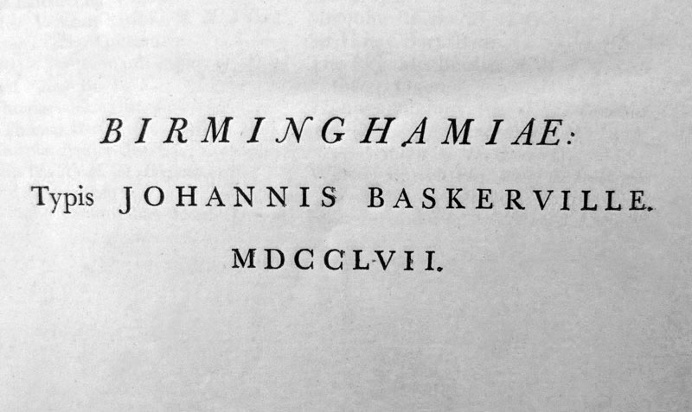 BIRMINGHAMIAE:
Typis JOHANNIS BASKERVILLE.
MDCCLVII.